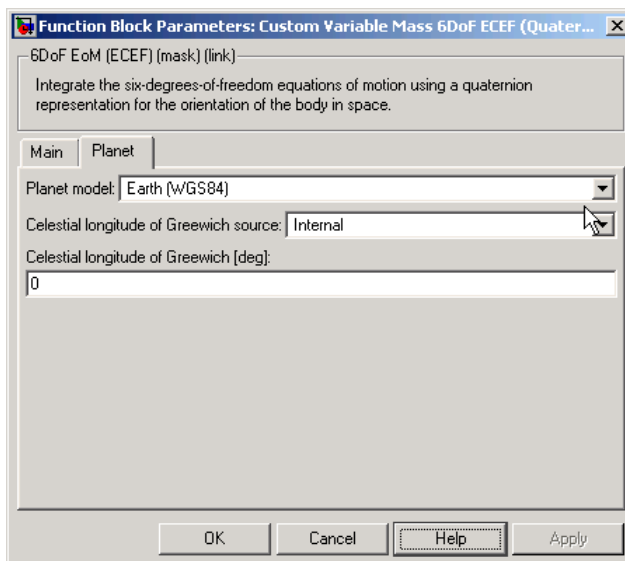 Function Block Parameters: Custom Variable Mass 6DoF ECEF (Quater...
6DoF EoM (ECEF) (mask) (link)
Integrate the six-degrees-of-freedom equations of motion using a quaternion
representation for the orientation of the body in space.
Main Planet
Planet model: Earth (WGS84)
Celestial longitude of Greewich source: Internal
Celestial longitude of Greewich [deg]:
0
OK Cancel Help Apply